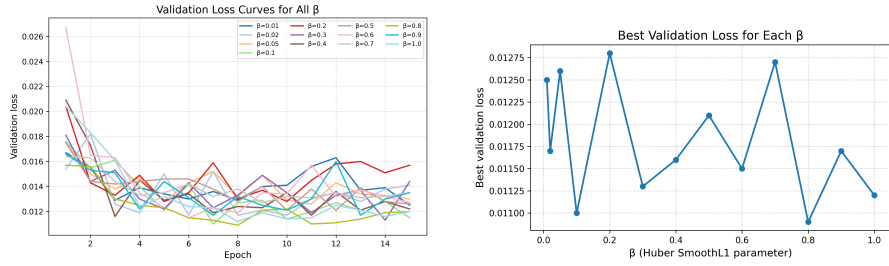 Validation Loss Curves for All β
0.026
0.024
0.022
0.020
0.018
0.016
0.014
0.012
Validation loss
β=0.01
β=0.02
β=0.05
β=0.1
β=0.2
β=0.3
β=0.4
β=0.5
β=0.6
β=0.7
β=0.8
β=0.9
β=1.0
2
4
6
8
10
12
14
Epoch
Best Validation Loss for Each β
0.01275
0.01250
0.01225
0.01200
0.01175
0.01150
0.01125
0.01100
Best validation loss
0.0
0.2
0.4
0.6
0.8
1.0
β (Huber SmoothL1 parameter)